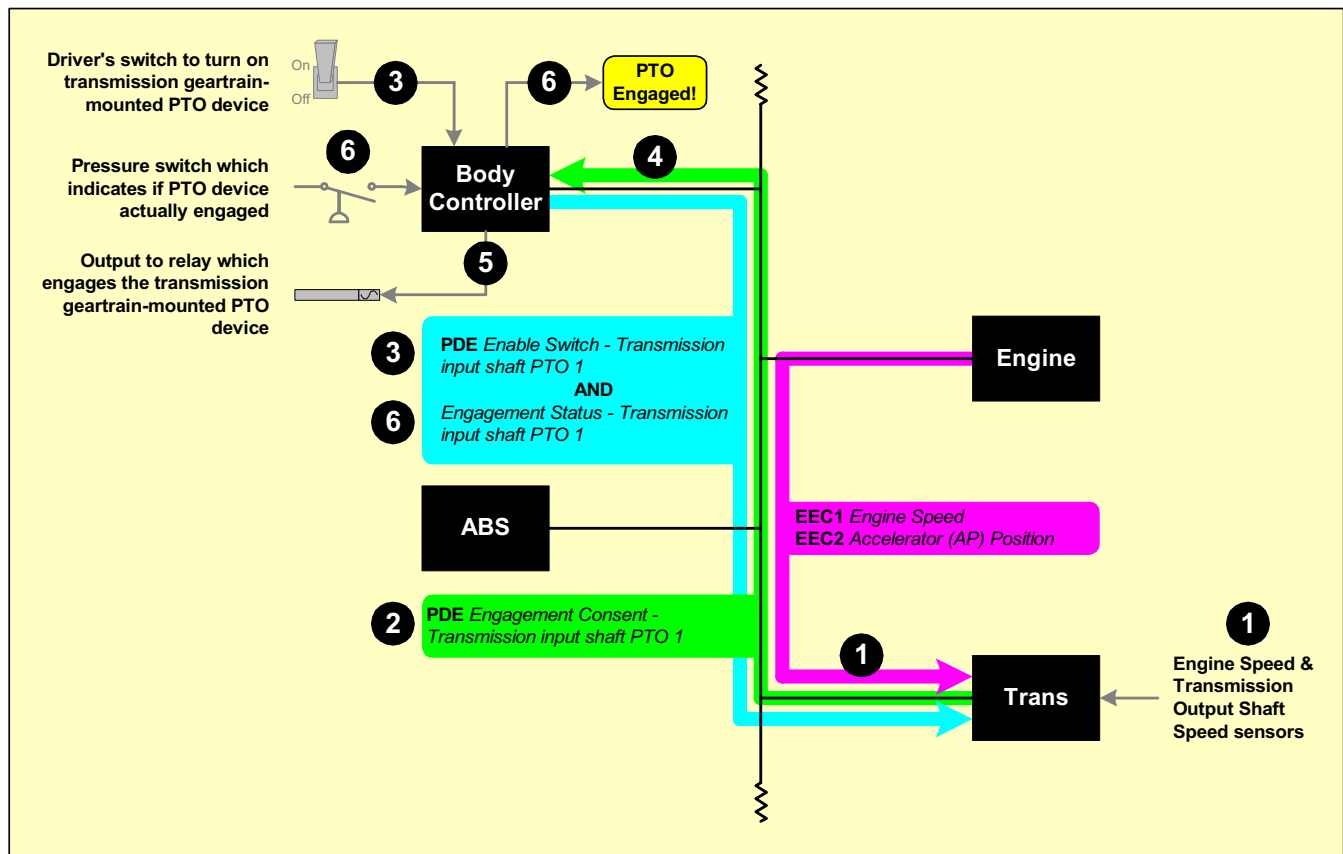 Driver's switch to turn on
transmission geartrain-
mounted PTO device
On
Off
3
6
PTO
Engaged!
Pressure switch which
indicates if PTO device
actually engaged
6
Body
Controller
4
Output to relay which
engages the transmission
geartrain-mounted PTO
device
5
3
PDE Enable Switch - Transmission
input shaft PTO 1
AND
6
Engagement Status - Transmission
input shaft PTO 1
Engine
ABS
EEC1 Engine Speed
EEC2 Accelerator (AP) Position
2
PDE Engagement Consent -
Transmission input shaft PTO 1
1
Trans
1
Engine Speed &
Transmission
Output Shaft
Speed sensors